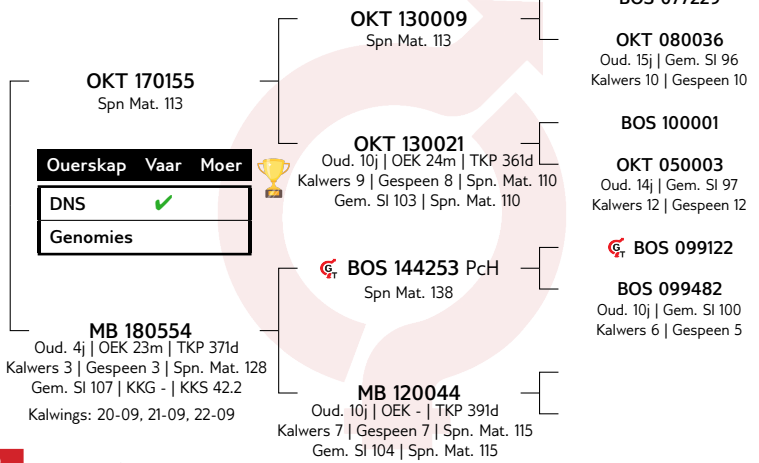 BOS 077229
OKT 130009
Spn Mat. 113
OKT 080036
Oud. 15j | Gem. SI 96
Kalwers 10 | Gespeen 10
OKT 170155
Spn Mat. 113
OKT 130021
Oud. 10j | OEK 24m | TKP 361d
Kalwers 9 | Gespeen 8 | Spn. Mat. 110
Gem. SI 103 | Spn. Mat. 110
BOS 100001
OKT 050003
Oud. 14j | Gem. SI 97
Kalwers 12 | Gespeen 12
Ouerskap Vaar Moer
DNS ✔
Genomies
GT BOS 144253 PcH
Spn Mat. 138
GT BOS 099122
BOS 099482
Oud. 10j | Gem. SI 100
Kalwers 6 | Gespeen 5
MB 180554
Oud. 4j | OEK 23m | TKP 371d
Kalwers 3 | Gespeen 3 | Spn. Mat. 128
Gem. SI 107 | KKG - | KKS 42.2
Kalwings: 20-09, 21-09, 22-09
MB 120044
Oud. 10j | OEK - | TKP 391d
Kalwers 7 | Gespeen 7 | Spn. Mat. 115
Gem. SI 104 | Spn. Mat. 115